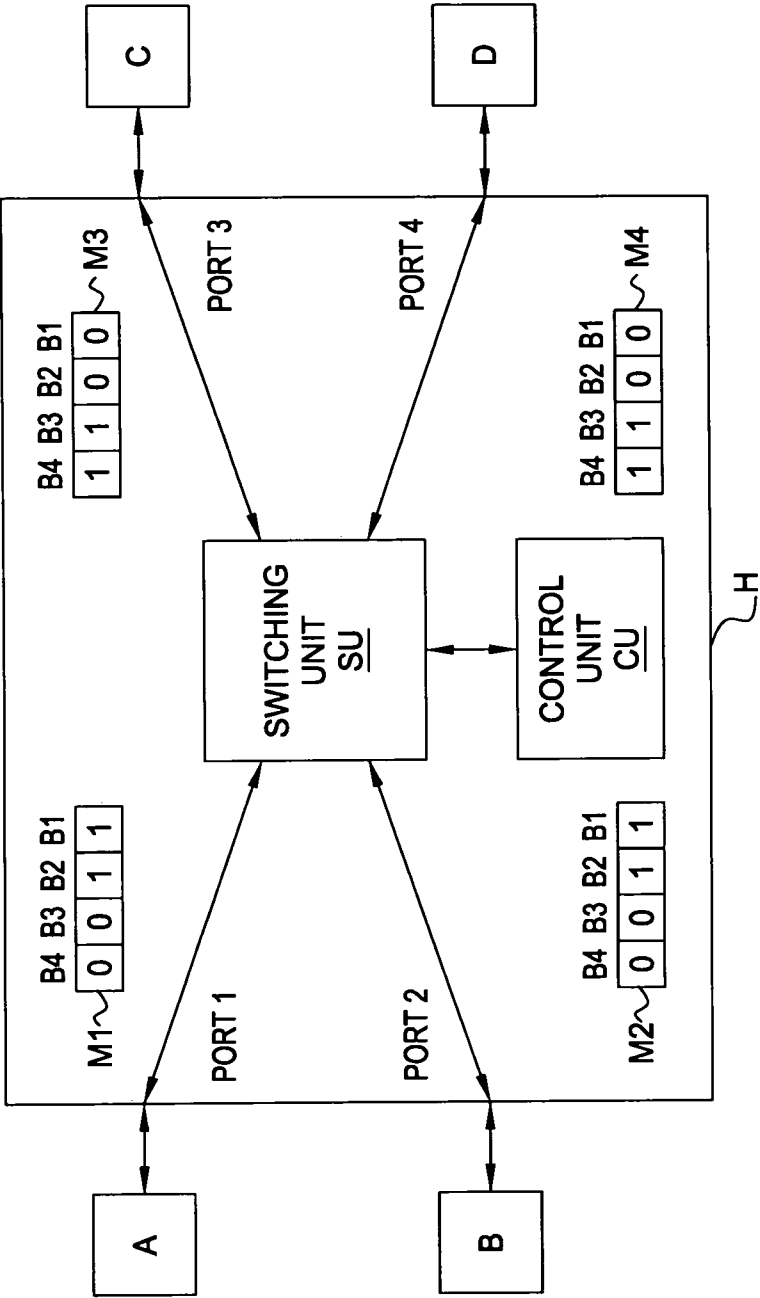 B4 B3 B2 B1
B4 B3 B2 B1
M1 0 0 1 1
1 1 0 0 M3
A
C
PORT 1
PORT 3
SWITCHING
UNIT
SU
PORT 2
PORT 4
B
D
CONTROL
UNIT
CU
B4 B3 B2 B1
B4 B3 B2 B1
M2 0 0 1 1
1 1 0 0 M4
H